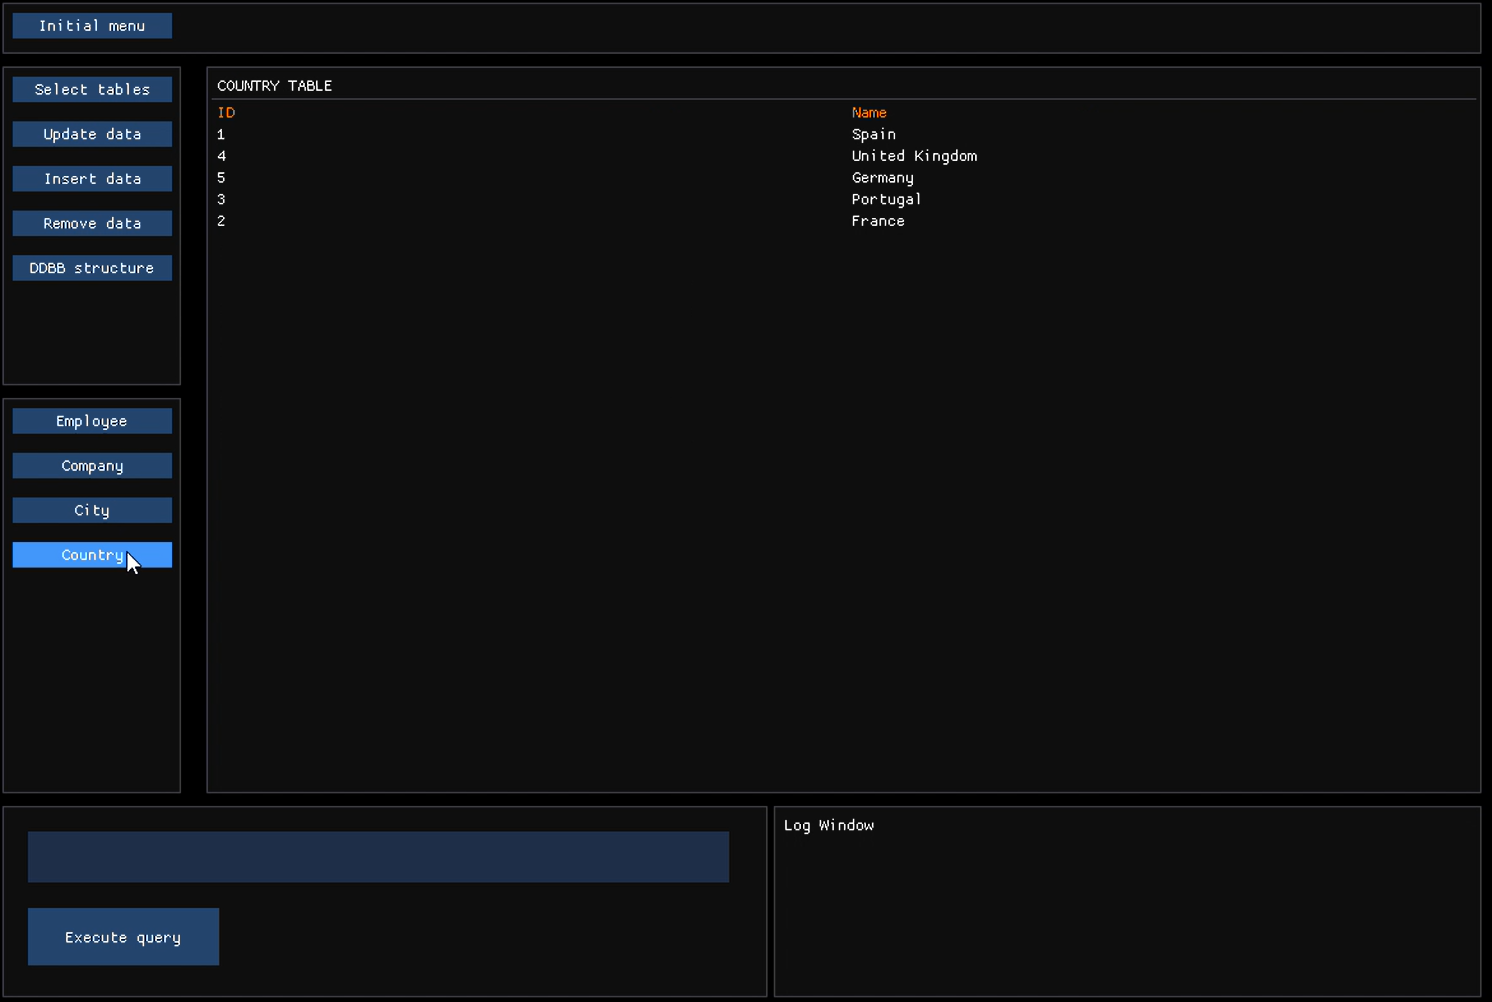 Initial menu
Select tables
Update data
Insert data
Remove data
DDBB structure
Employee
Company
City
Country
COUNTRY TABLE
ID Name
1 Spain
4 United Kingdom
5 Germany
3 Portugal
2 France
Execute query
Log Window